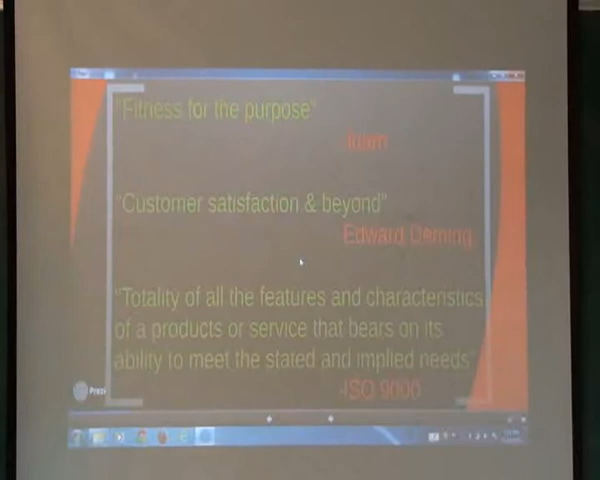 "Fitness for the purpose"
"Customer satisfaction & beyond"
Edward Deming
"Totality of all the features and characteristics
of a products or service that bears on its
ability to meet the stated and implied needs"
-ISO 9000
Prezi